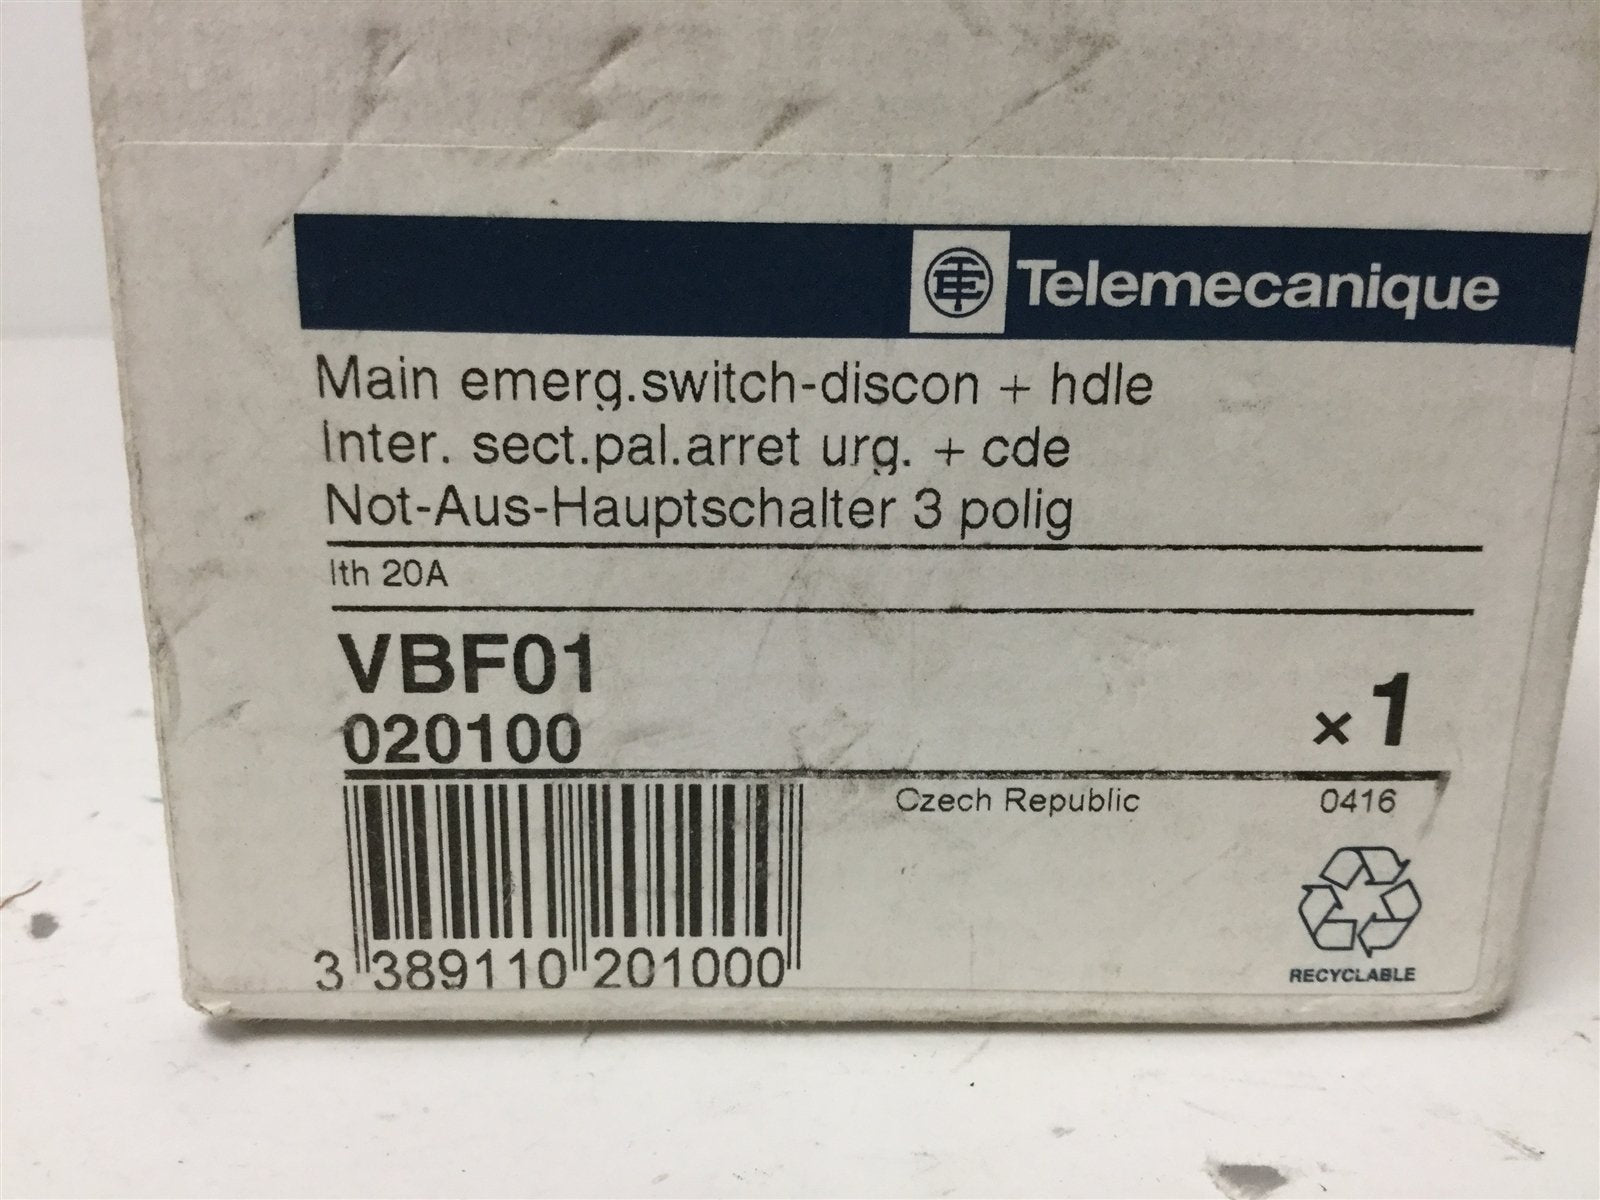 Telemecanique
Main emerg.switch-discon + hdle
Inter. sect.pal.arret urg. + cde
Not-Aus-Hauptschalter 3 polig
Ith 20A
VBF01
020100
x 1
Czech Republic
0416
3 389110 201000
RECYCLABLE